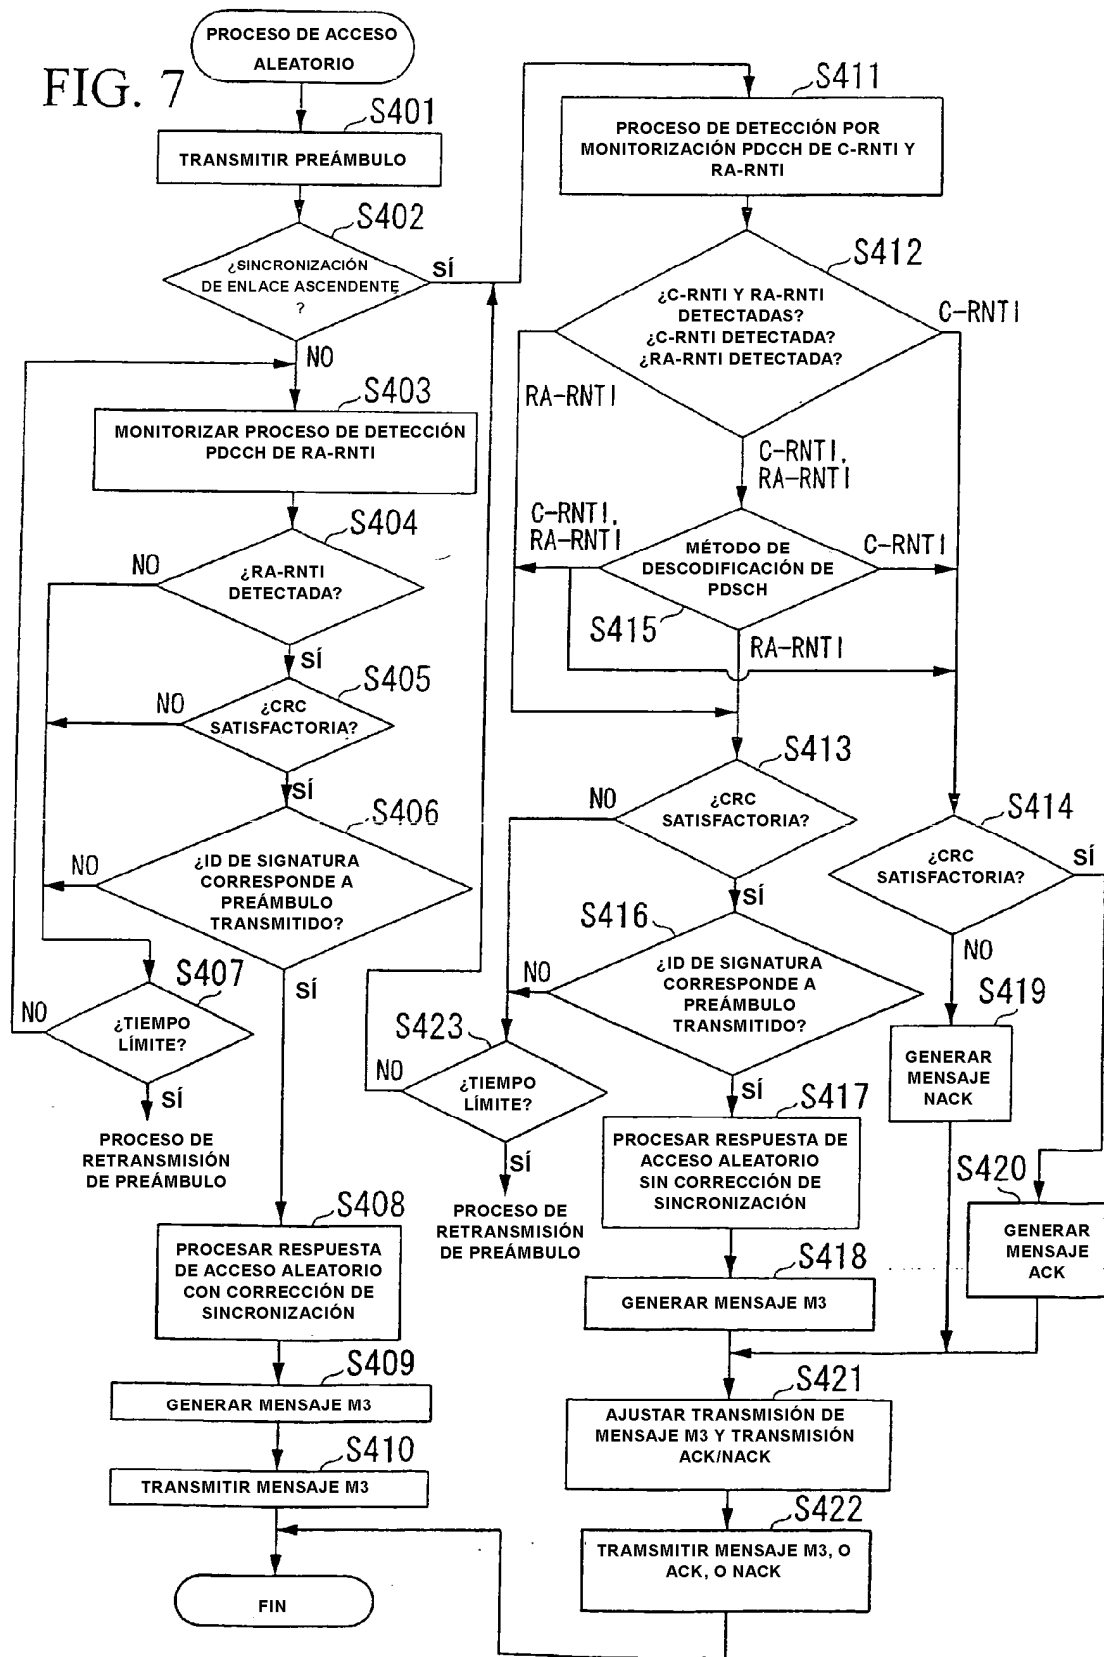 FIG. 7
PROCESO DE ACCESO
ALEATORIO
S401
TRANSMITIR PREÁMBULO
S402
¿SINCRONIZACIÓN
DE ENLACE ASCENDENTE
?
SÍ
NO
S403
MONITORIZAR PROCESO DE DETECCIÓN
PDCCH DE RA-RNTI
S404
¿RA-RNTI
DETECTADA?
NO
SÍ
S405
¿CRC
SATISFACTORIA?
NO
SÍ
S406
¿ID DE SIGNATURA
CORRESPONDE A
PREÁMBULO
TRANSMITIDO?
NO
SÍ
S407
¿TIEMPO
LÍMITE?
NO
SÍ
PROCESO DE
RETRANSMISIÓN
DE PREÁMBULO
S408
PROCESAR RESPUESTA
DE ACCESO ALEATORIO
CON CORRECCIÓN DE
SINCRONIZACIÓN
S409
GENERAR MENSAJE M3
S410
TRANSMITIR MENSAJE M3
FIN
S411
PROCESO DE DETECCIÓN POR
MONITORIZACIÓN PDCCH DE C-RNTI Y
RA-RNTI
S412
¿C-RNTI Y RA-RNTI
DETECTADAS?
¿C-RNTI DETECTADA?
¿RA-RNTI DETECTADA?
C-RNTI
RA-RNTI
C-RNTI,
RA-RNTI
C-RNTI,
RA-RNTI
MÉTODO DE
DESCODIFICACIÓN DE
PDSCH
C-RNTI
S415
RA-RNTI
S413
¿CRC
SATISFACTORIA?
NO
SÍ
S414
¿CRC
SATISFACTORIA?
SÍ
NO
S416
¿ID DE SIGNATURA
CORRESPONDE A
PREÁMBULO
TRANSMITIDO?
NO
SÍ
S423
¿TIEMPO
LÍMITE?
NO
SÍ
PROCESO DE
RETRANSMISIÓN
DE PREÁMBULO
S417
PROCESAR RESPUESTA DE
ACCESO ALEATORIO
SIN CORRECCIÓN DE
SINCRONIZACIÓN
S418
GENERAR MENSAJE M3
S419
GENERAR
MENSAJE
NACK
S420
GENERAR
MENSAJE
ACK
S421
AJUSTAR TRANSMISIÓN DE
MENSAJE M3 Y TRANSMISIÓN
ACK/NACK
S422
TRAMSMITIR MENSAJE M3, O
ACK, O NACK